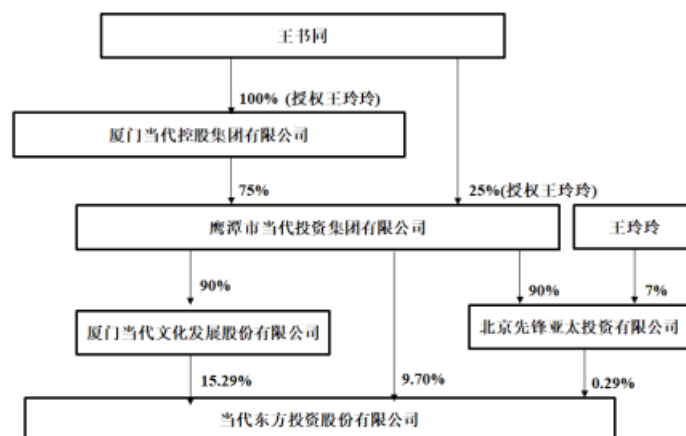 王书同
100% (授权王玲玲)
厦门当代控股集团有限公司
75%
25%(授权王玲玲)
鹰潭市当代投资集团有限公司
王玲玲
90%
90%
7%
厦门当代文化发展股份有限公司
北京先锋亚太投资有限公司
15.29%
9.70%
0.29%
当代东方投资股份有限公司